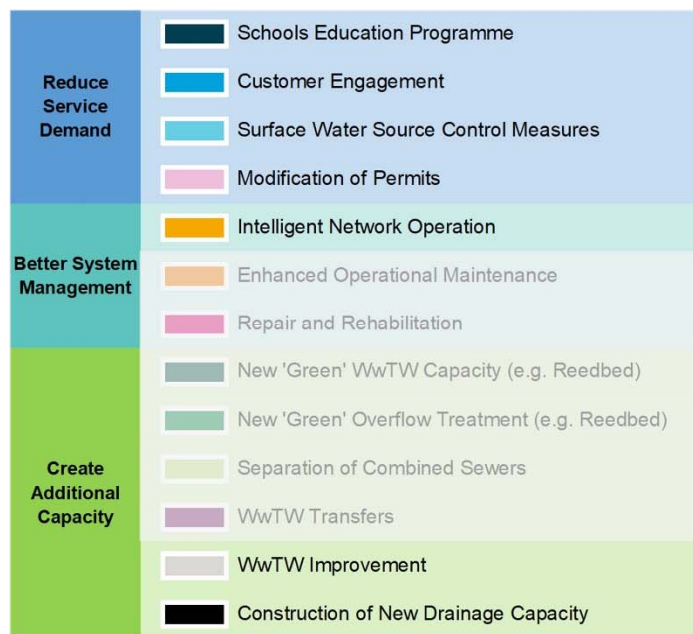 Reduce
Service
Demand
Schools Education Programme
Customer Engagement
Surface Water Source Control Measures
Modification of Permits
Better System
Management
Intelligent Network Operation
Enhanced Operational Maintenance
Repair and Rehabilitation
Create
Additional
Capacity
New 'Green' WwTW Capacity (e.g. Reedbed)
New 'Green' Overflow Treatment (e.g. Reedbed)
Separation of Combined Sewers
WwTW Transfers
WwTW Improvement
Construction of New Drainage Capacity